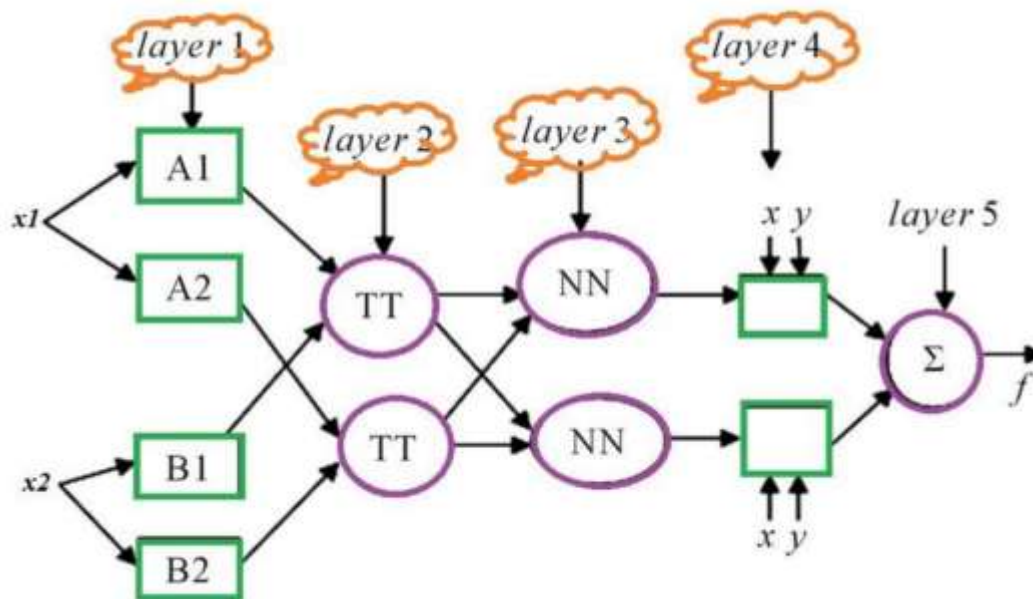 layer 1
layer 2
layer 3
layer 4
layer 5
x1
x2
A1
A2
B1
B2
TT
TT
NN
NN
x y
x y
Σ
f